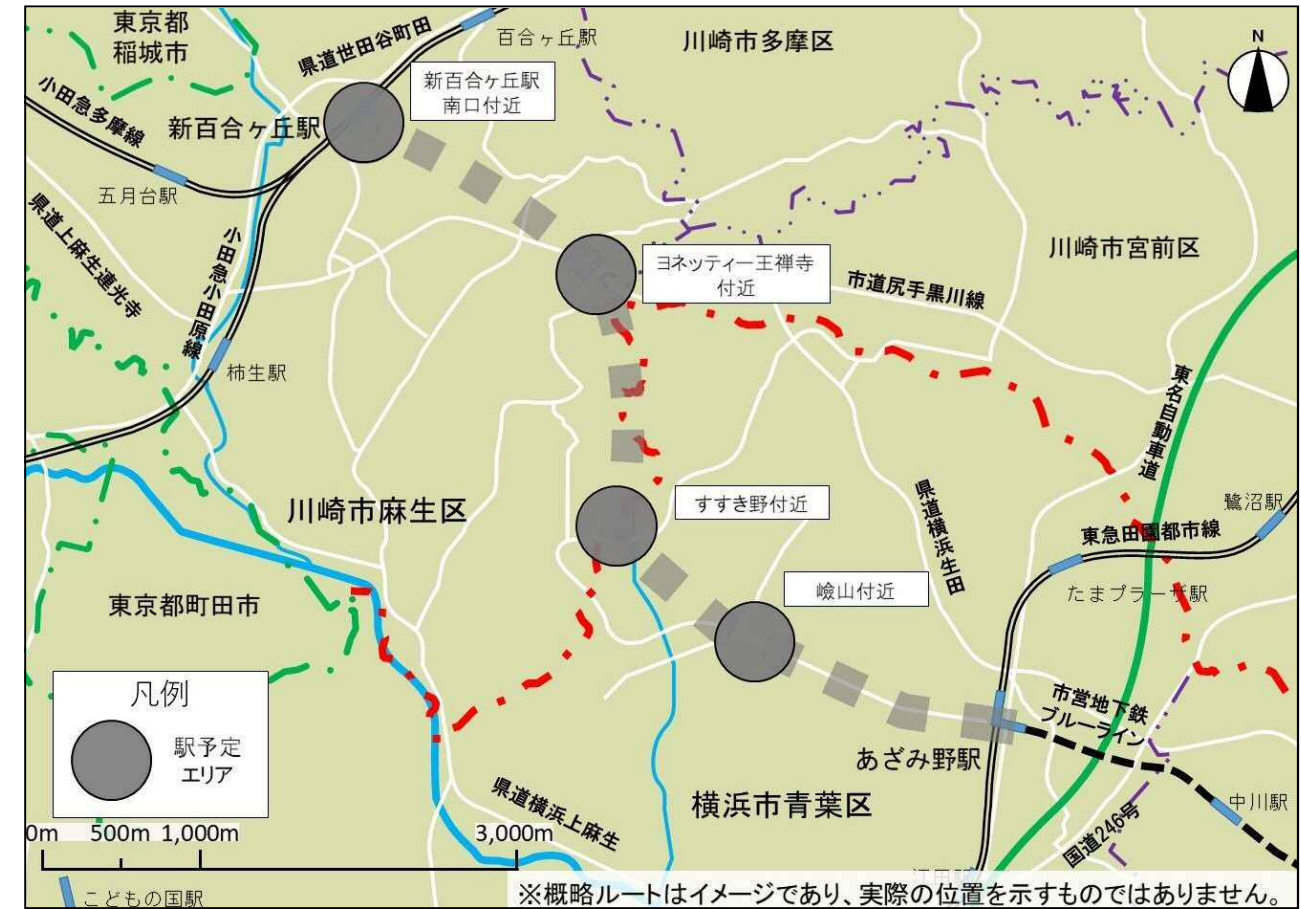 東京都
稲城市
県道世田谷町田
百合ヶ丘駅
川崎市多摩区
N
小田急多摩線
新百合ヶ丘駅
新百合ヶ丘駅
南口付近
五月台駅
県道上麻生連光寺
小田急小田原線
ヨネッティー王禅寺
付近
市道尻手黒川線
川崎市宮前区
柿生駅
東名自動車道
川崎市麻生区
すすき野付近
県道横浜生田
鷺沼駅
東急田園都市線
たまプラーザ駅
東京都町田市
嶮山付近
凡例
駅予定
エリア
市営地下鉄
ブルーライン
あざみ野駅
県道横浜上麻生
横浜市青葉区
中川駅
国道246号
0m
500m
1,000m
3,000m
江田駅
こどもの国駅
※概略ルートはイメージであり、実際の位置を示すものではありません。